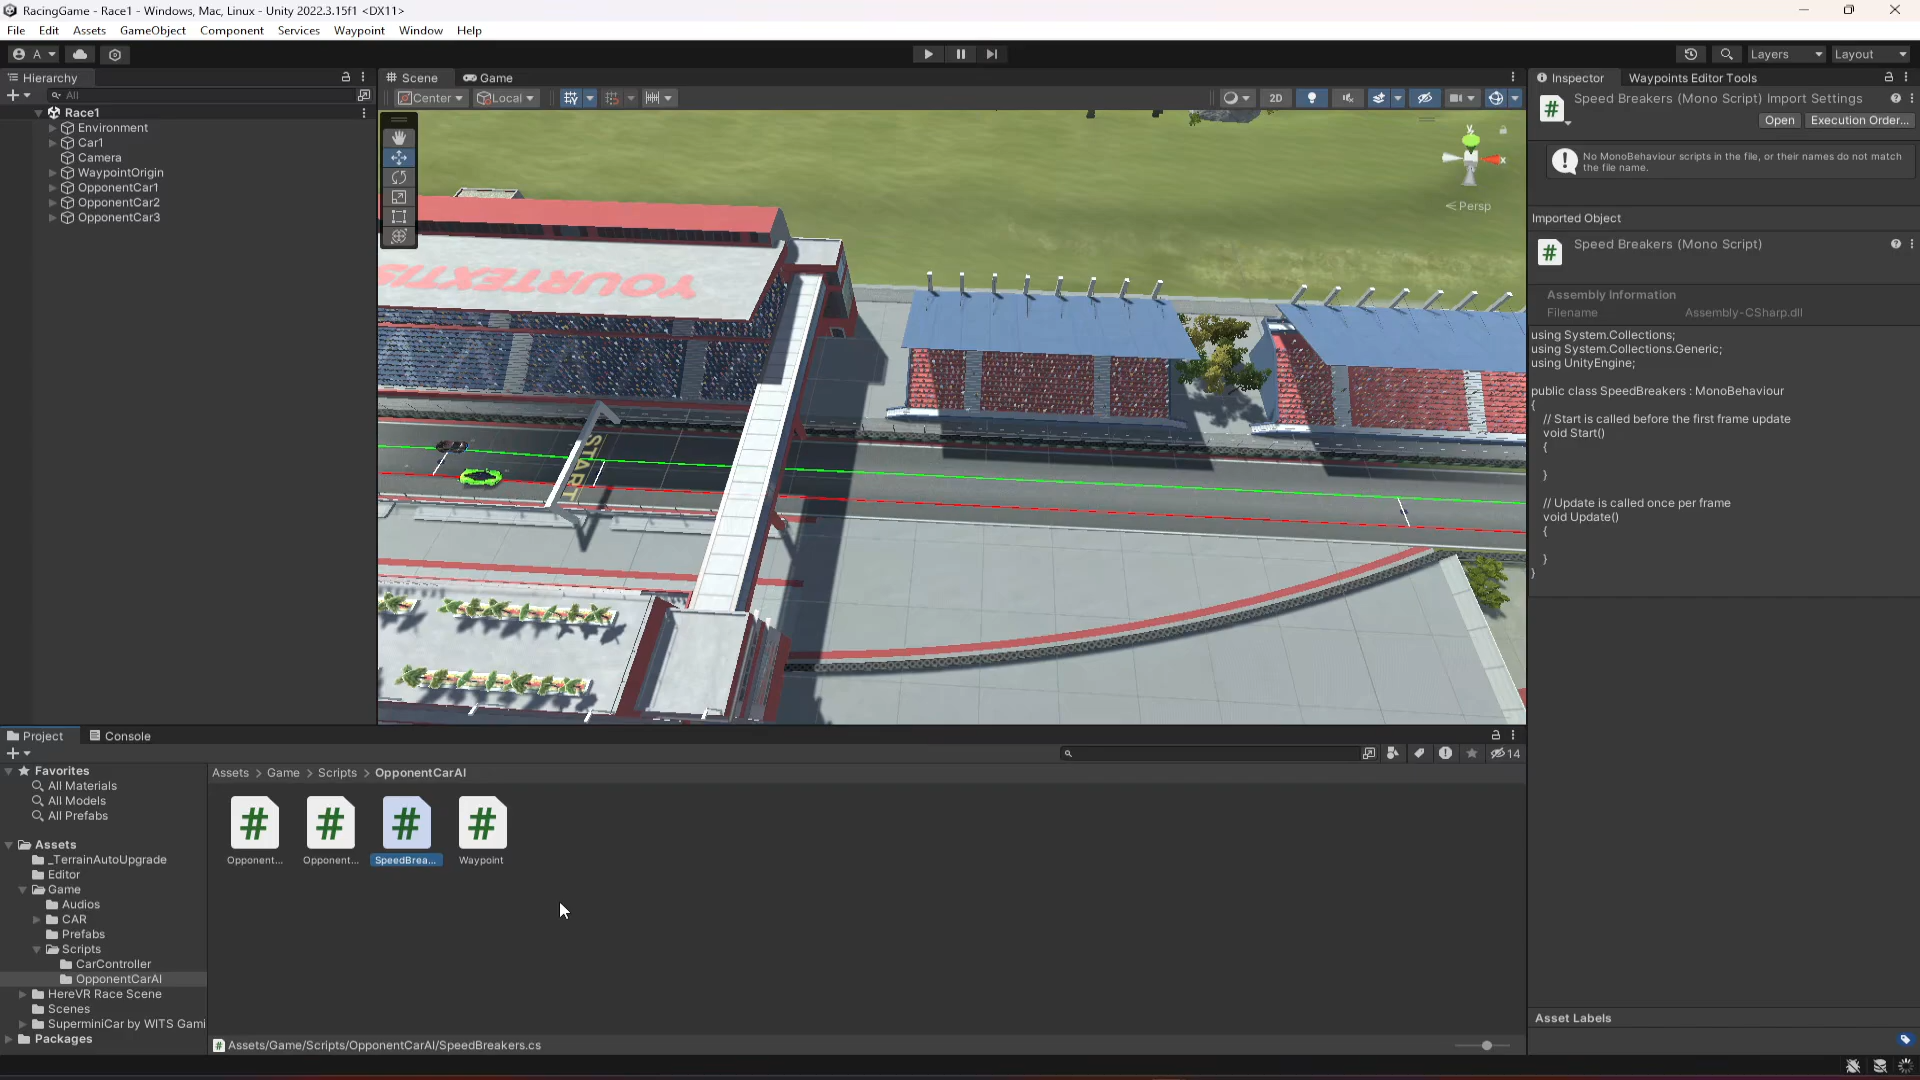 RacingGame - Race1 - Windows, Mac, Linux - Unity 2022.3.15f1 <DX11>
File Edit Assets GameObject Component Services Waypoint Window Help
A
Layers Layout
Hierarchy
All
Race1
Environment
Car1
Camera
WaypointOrigin
OpponentCar1
OpponentCar2
OpponentCar3
Scene Game
Center Local
2D
y
x
Persp
START
Inspector Waypoints Editor Tools
Speed Breakers (Mono Script) Import Settings
Open Execution Order...
No MonoBehaviour scripts in the file, or their names do not match
the file name.
Imported Object
Speed Breakers (Mono Script)
Assembly Information
Filename Assembly-CSharp.dll
using System.Collections;
using System.Collections.Generic;
using UnityEngine;
public class SpeedBreakers : MonoBehaviour
{
// Start is called before the first frame update
void Start()
{
}
// Update is called once per frame
void Update()
{
}
}
Asset Labels
Project Console
14
Favorites
All Materials
All Models
All Prefabs
Assets
_TerrainAutoUpgrade
Editor
Game
Audios
CAR
Prefabs
Scripts
CarController
OpponentCarAI
HereVR Race Scene
Scenes
SuperminiCar by WITS Gami
Packages
Assets > Game > Scripts > OpponentCarAI
Opponent... Opponent... SpeedBrea... Waypoint
Assets/Game/Scripts/OpponentCarAI/SpeedBreakers.cs